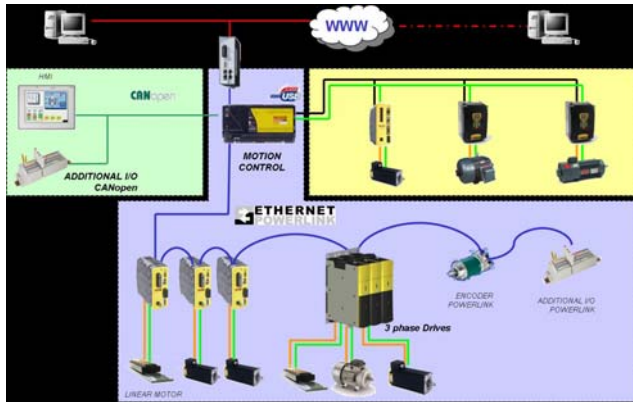 WWW
HMI
CANopen
USB
ADDITIONAL I/O
CANopen
MOTION
CONTROL
ETHERNET
POWERLINK
ENCODER
POWERLINK
ADDITIONAL I/O
POWERLINK
3 phase Drives
LINEAR MOTOR